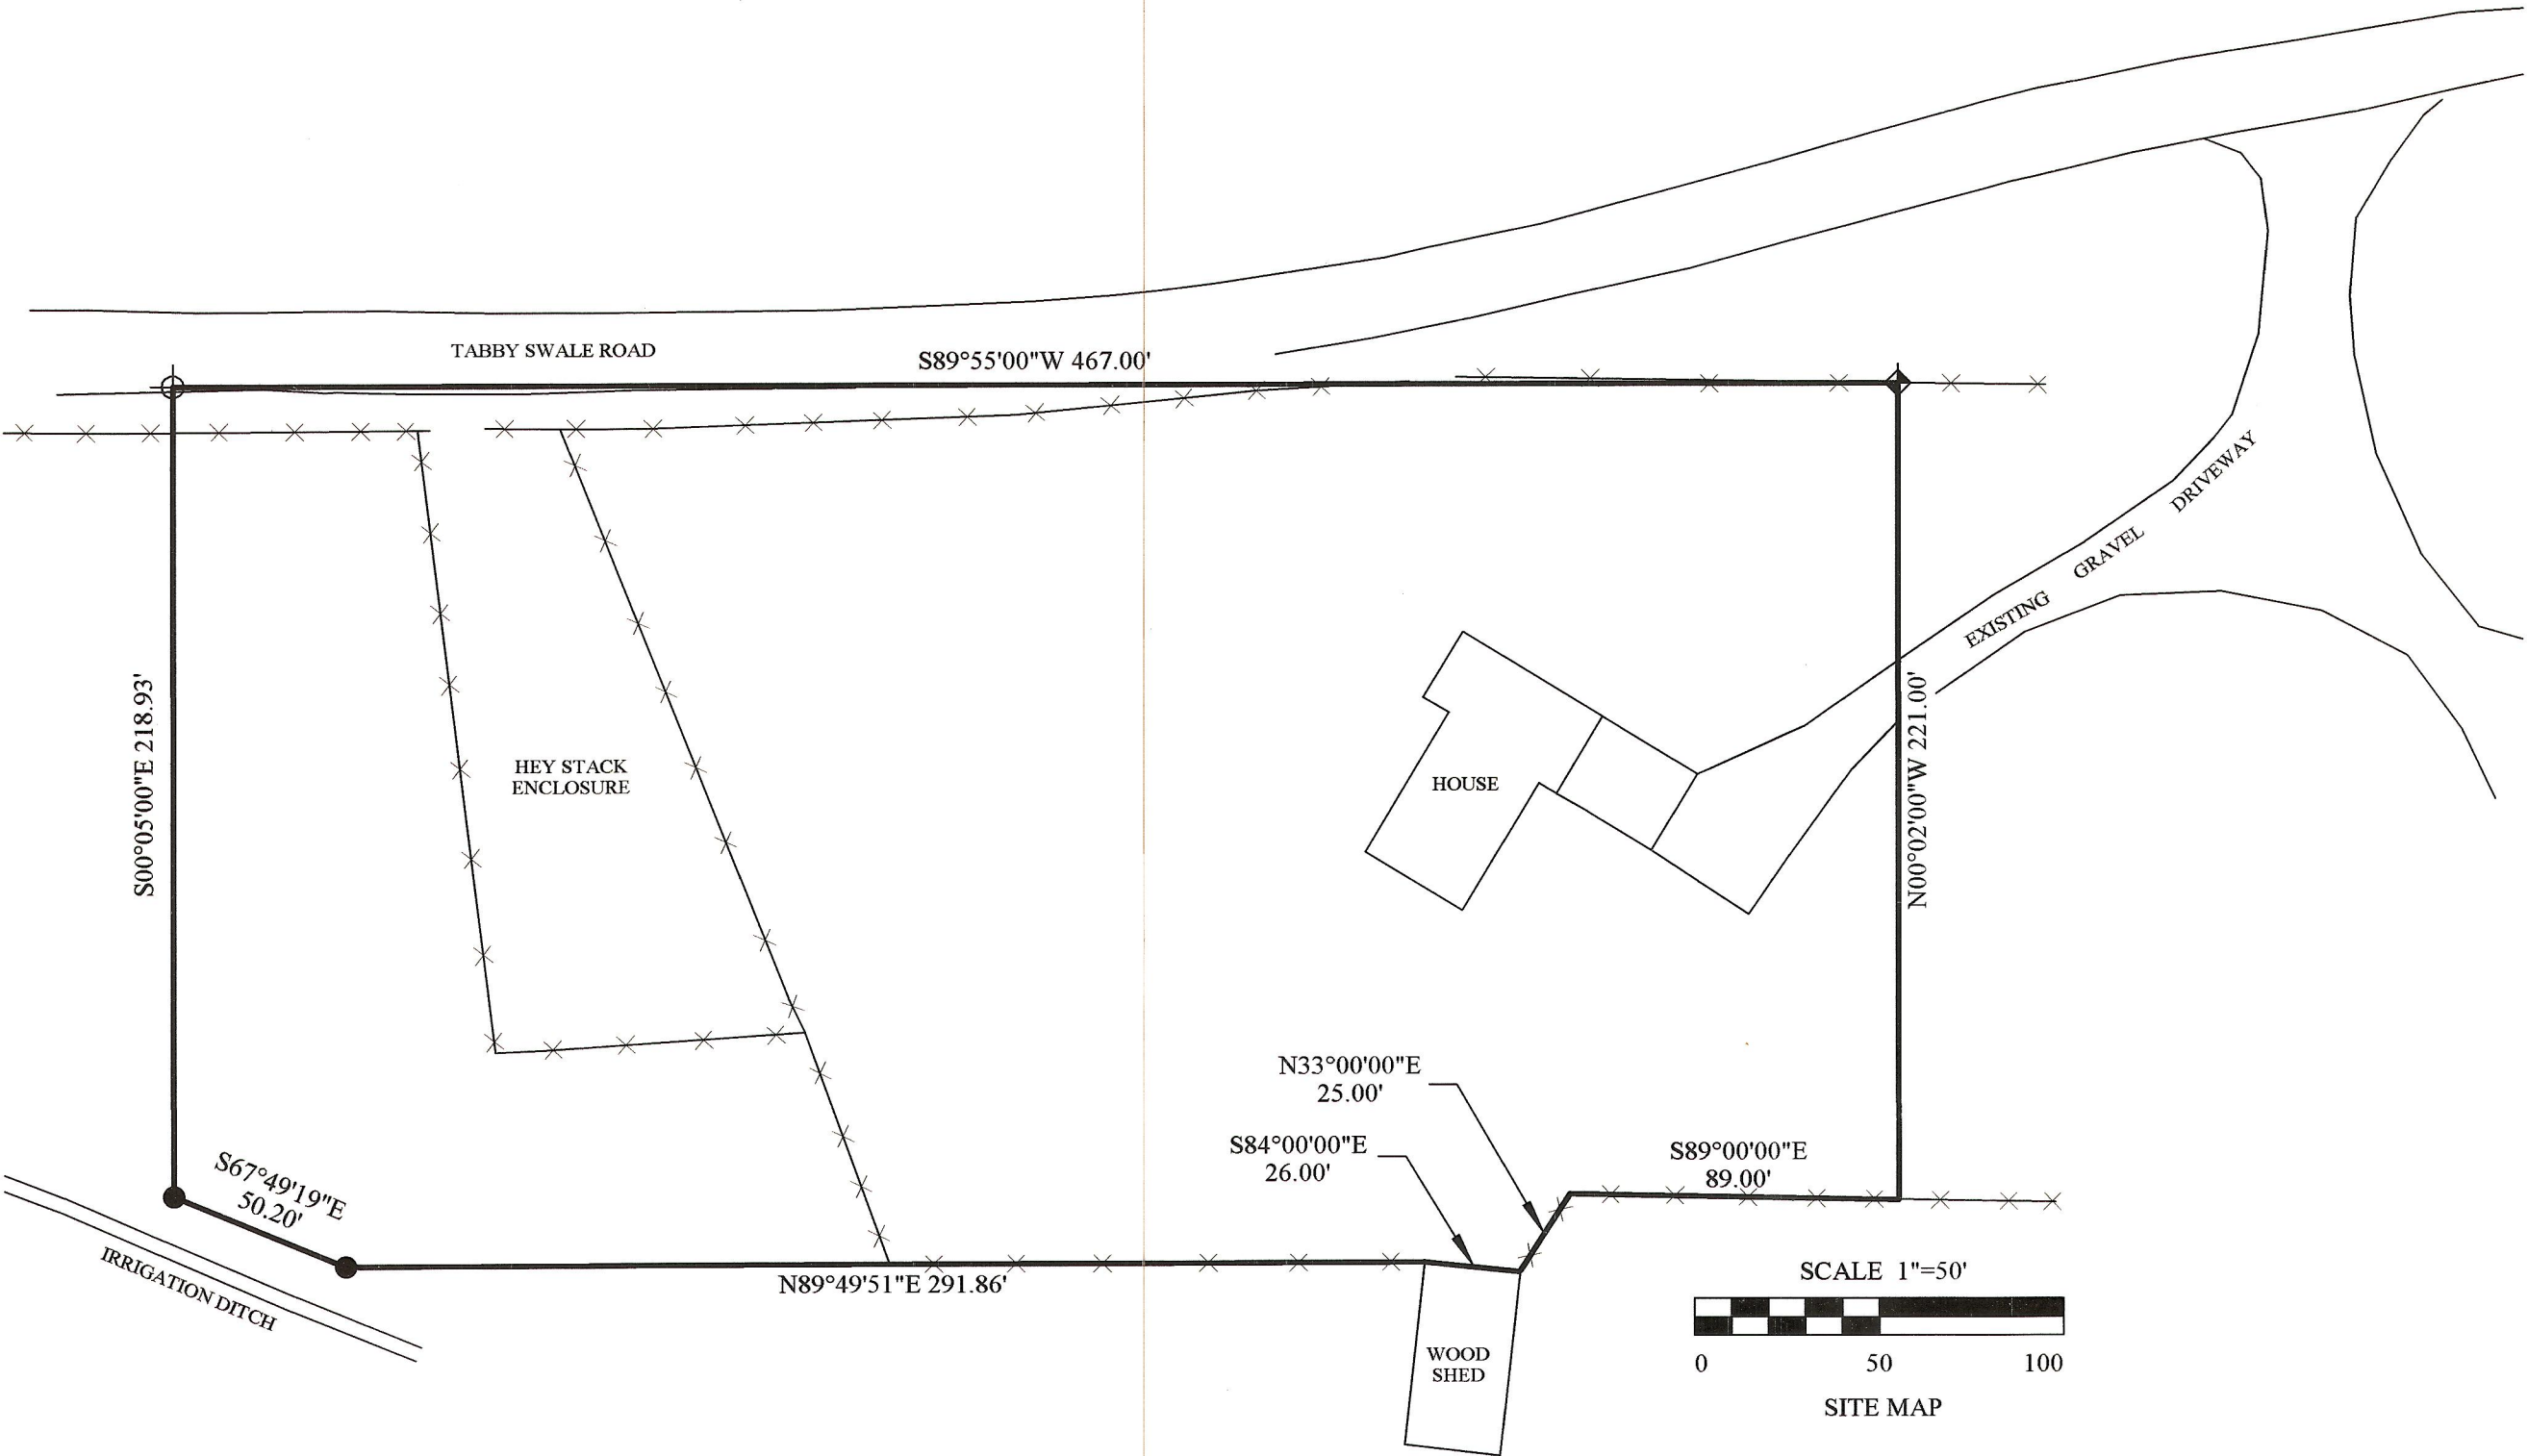 TABBY SWALE ROAD
S89°55'00"W 467.00'
EXISTING GRAVEL DRIVEWAY
S00°05'00"E 218.93'
HEY STACK
ENCLOSURE
HOUSE
N00°02'00"W 221.00'
N33°00'00"E
25.00'
S84°00'00"E
26.00'
S89°00'00"E
89.00'
S67°49'19"E
50.20'
IRRIGATION DITCH
N89°49'51"E 291.86'
WOOD
SHED
SCALE 1"=50'
0 50 100
SITE MAP